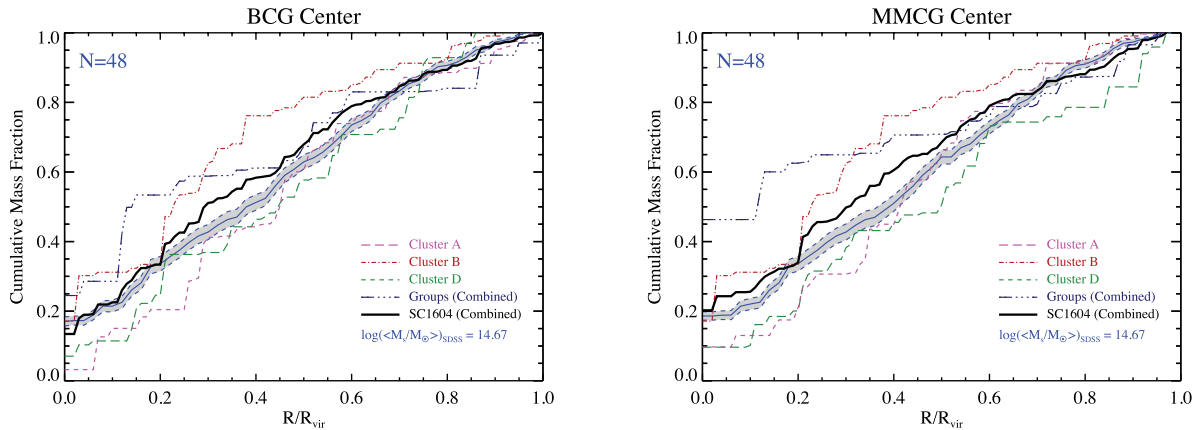 BCG Center
N=48
Cumulative Mass Fraction
1.0
0.8
0.6
0.4
0.2
0.0
Cluster A
Cluster B
Cluster D
Groups (Combined)
SC1604 (Combined)
log(<Ms/M⊙>)SDSS = 14.67
0.0 0.2 0.4 0.6 0.8 1.0
R/Rvir
MMCG Center
N=48
Cumulative Mass Fraction
1.0
0.8
0.6
0.4
0.2
0.0
Cluster A
Cluster B
Cluster D
Groups (Combined)
SC1604 (Combined)
log(<Ms/M⊙>)SDSS = 14.67
0.0 0.2 0.4 0.6 0.8 1.0
R/Rvir